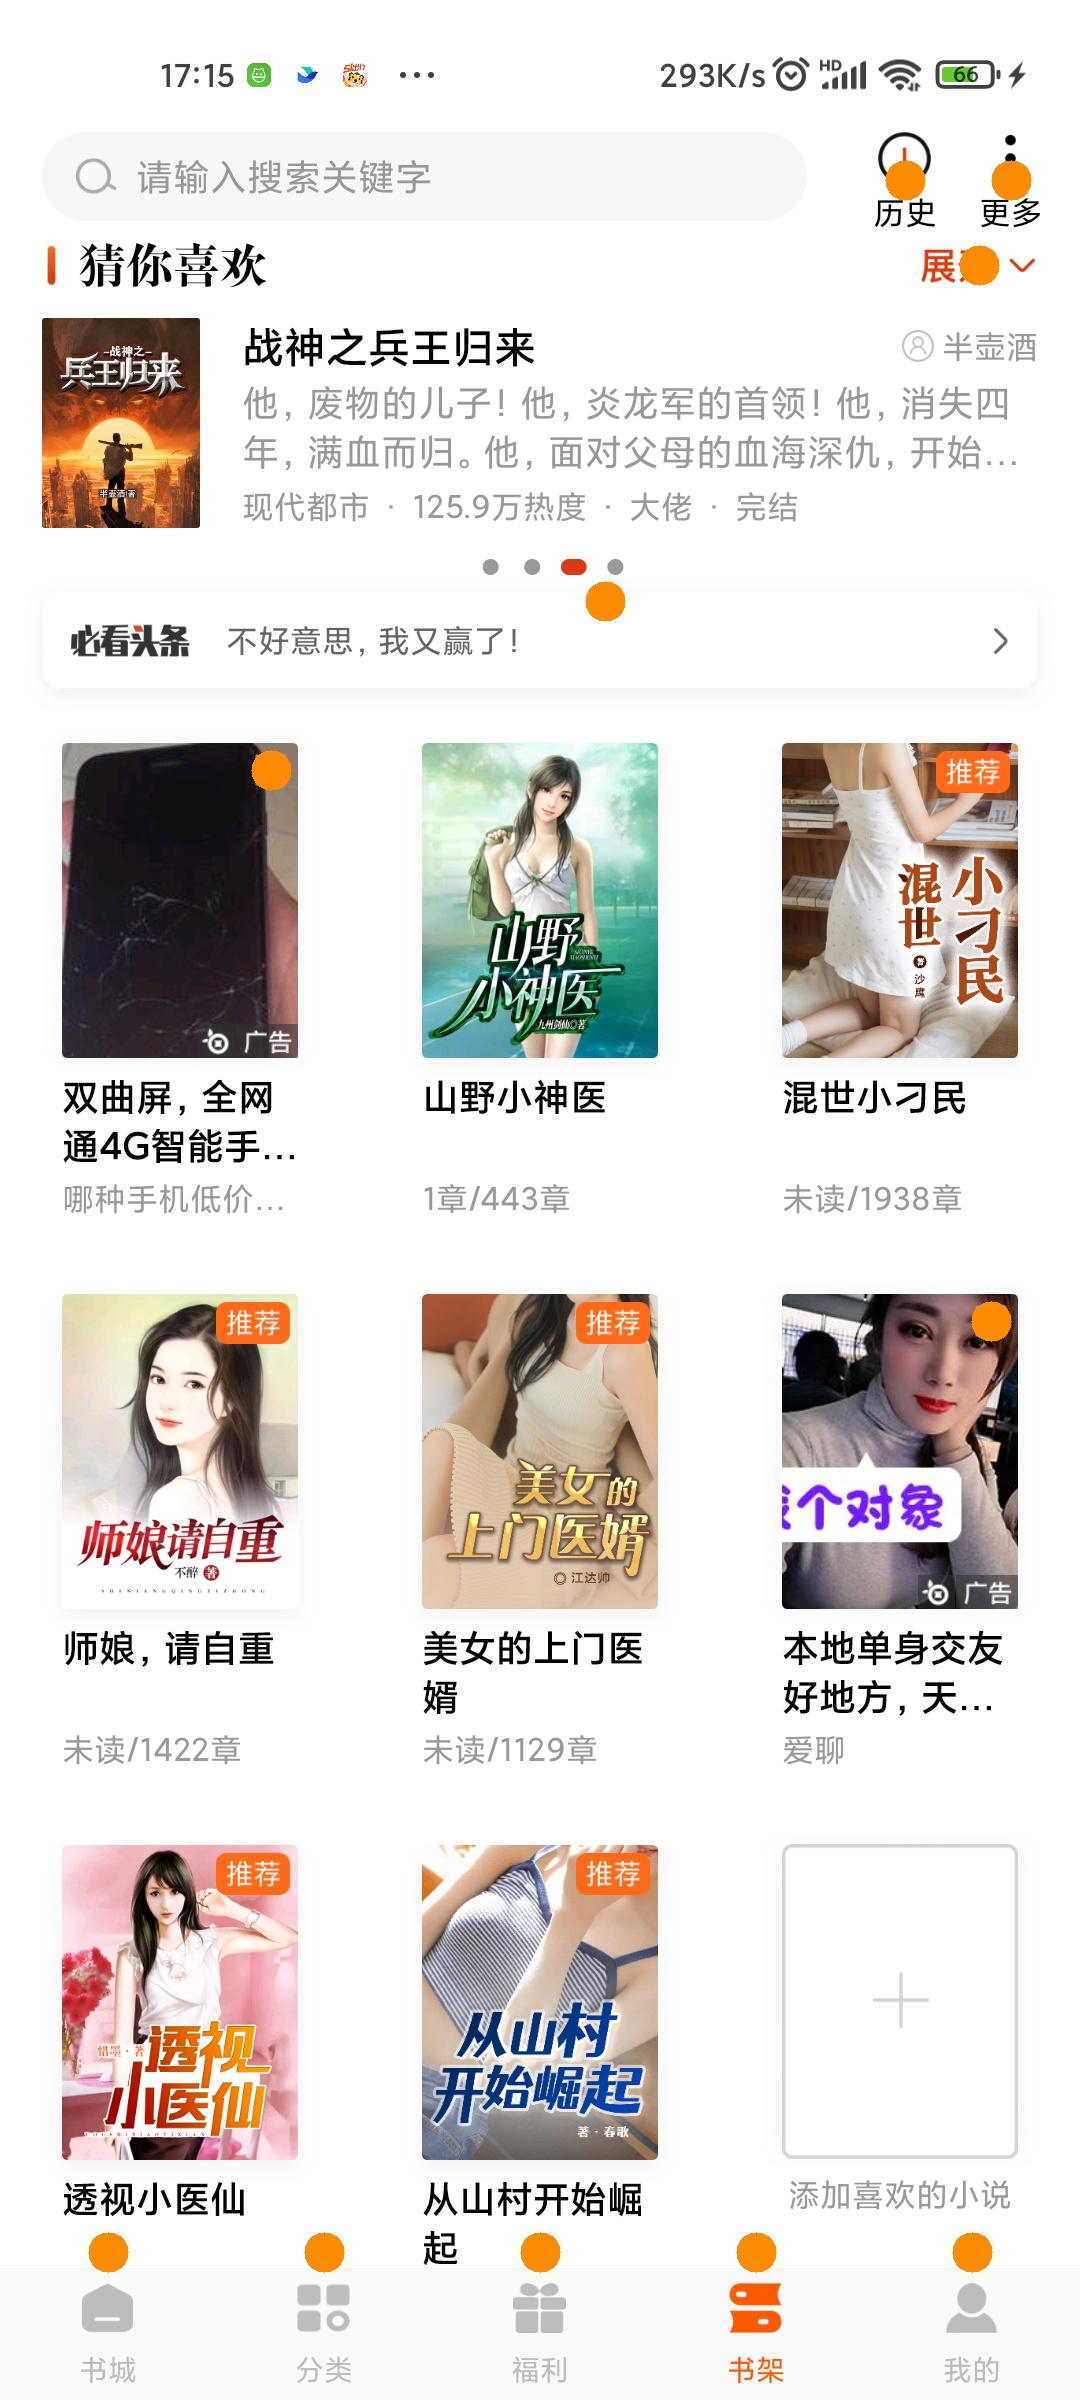 17:15
293K/s
HD
66
请输入搜索关键字
历史
更多
猜你喜欢
展
战神之兵王归来
半壶酒
他，废物的儿子！他，炎龙军的首领！他，消失四
年，满血而归。他，面对父母的血海深仇，开始...
现代都市 · 125.9万热度 · 大佬 · 完结
-战神之-
兵王归来
半壶酒著
必看头条
不好意思，我又赢了！
广告
山野
小神医
九州剑仙◎著
推荐
小刁民
混世
著
沙鹰
双曲屏，全网
通4G智能手...
哪种手机低价...
山野小神医
1章/443章
混世小刁民
未读/1938章
推荐
师娘请自重
不醉 著
SHINIANGQINGZIZHONG
推荐
美女的
上门医婿
◎江达帅
个对象
广告
师娘，请自重
未读/1422章
美女的上门医
婿
未读/1129章
本地单身交友
好地方，天...
爱聊
推荐
惜墨·著
透视
小医仙
推荐
从山村
开始崛起
著·春歌
透视小医仙
从山村开始崛
起
添加喜欢的小说
书城
分类
福利
书架
我的